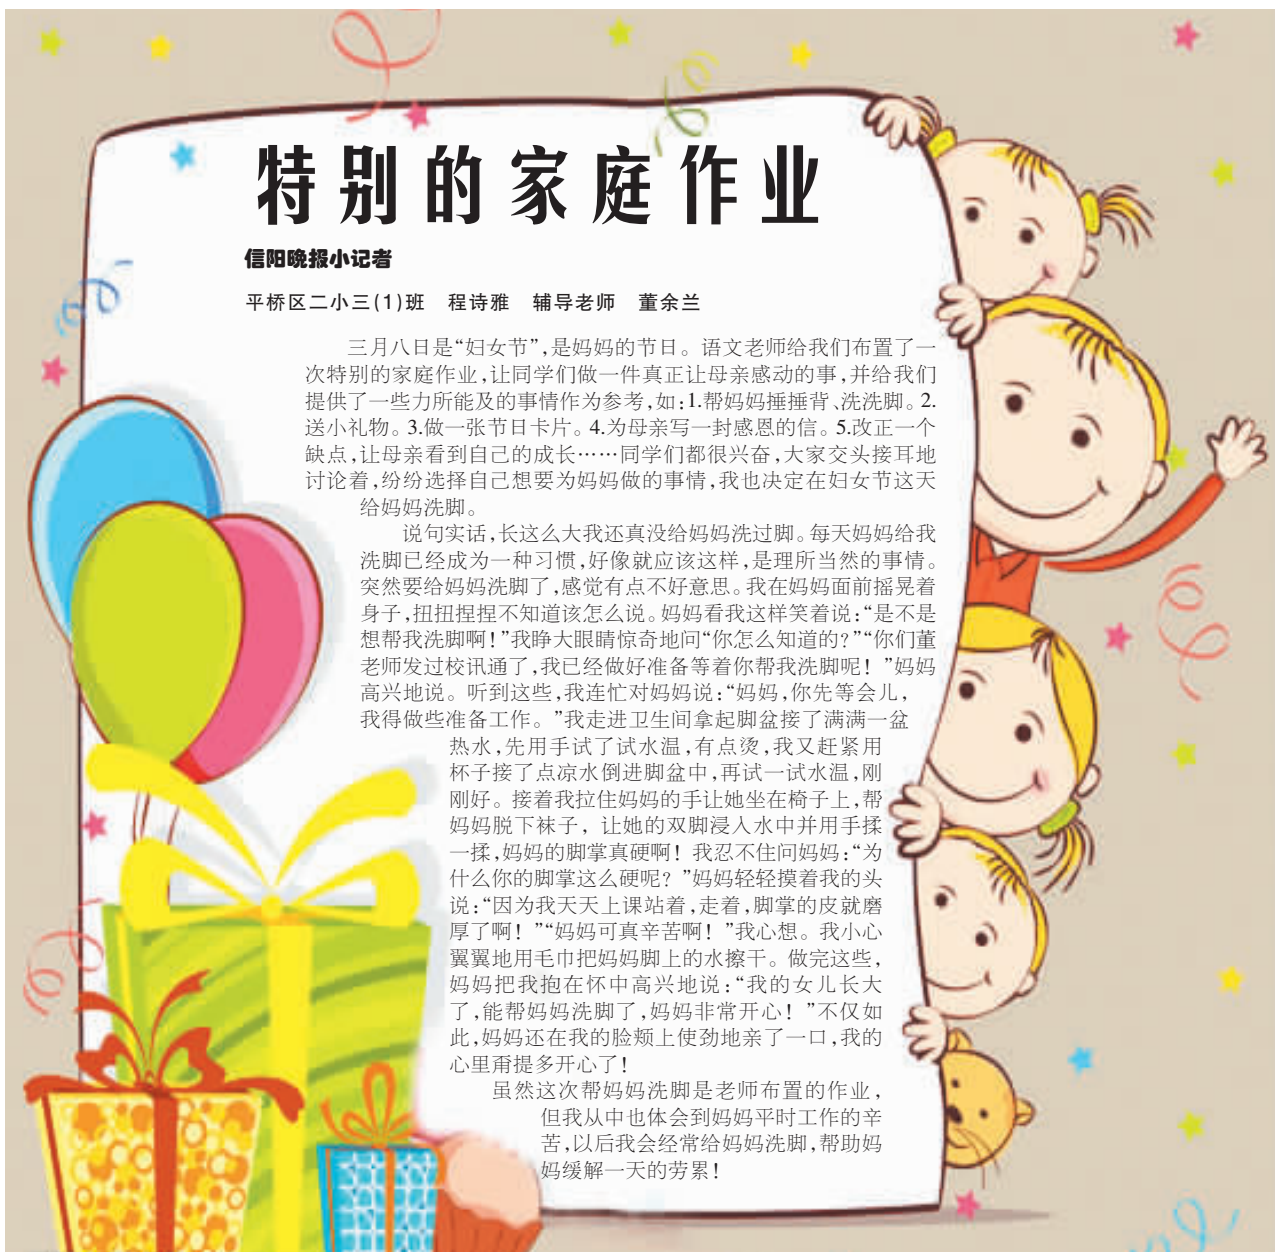 特别的家庭作业
信阳晚报小记者
平桥区二小三(1)班 程诗雅 辅导老师 董余兰
三月八日是“妇女节”,是妈妈的节日。语文老师给我们布置了一
次特别的家庭作业,让同学们做一件真正让母亲感动的事,并给我们
提供了一些力所能及的事情作为参考,如:1.帮妈妈捶捶背、洗洗脚。2.
送小礼物。3.做一张节日卡片。4.为母亲写一封感恩的信。5.改正一个
缺点,让母亲看到自己的成长……同学们都很兴奋,大家交头接耳地
讨论着,纷纷选择自己想要为妈妈做的事情,我也决定在妇女节这天
给妈妈洗脚。
说句实话,长这么大我还真没给妈妈洗过脚。每天妈妈给我
洗脚已经成为一种习惯,好像就应该这样,是理所当然的事情。
突然要给妈妈洗脚了,感觉有点不好意思。我在妈妈面前摇晃着
身子,扭扭捏捏不知道该怎么说。妈妈看我这样笑着说:“是不是
想帮我洗脚啊!”我睁大眼睛惊奇地问“你怎么知道的?”“你们董
老师发过校讯通了,我已经做好准备等着你帮我洗脚呢!”妈妈
高兴地说。听到这些,我连忙对妈妈说:“妈妈,你先等会儿,
我得做些准备工作。”我走进卫生间拿起脚盆接了满满一盆
热水,先用手试了试水温,有点烫,我又赶紧用
杯子接了点凉水倒进脚盆中,再试一试水温,刚
刚好。接着我拉住妈妈的手让她坐在椅子上,帮
妈妈脱下袜子,让她的双脚浸入水中并用手揉
一揉,妈妈的脚掌真硬啊!我忍不住问妈妈:“为
什么你的脚掌这么硬呢?”妈妈轻轻摸着我的头
说:“因为我天天上课站着,走着,脚掌的皮就磨
厚了啊!”“妈妈可真辛苦啊!”我心想。我小心
翼翼地用毛巾把妈妈脚上的水擦干。做完这些,
妈妈把我抱在怀中高兴地说:“我的女儿长大
了,能帮妈妈洗脚了,妈妈非常开心!”不仅如
此,妈妈还在我的脸颊上使劲地亲了一口,我的
心里甭提多开心了!
虽然这次帮妈妈洗脚是老师布置的作业,
但我从中也体会到妈妈平时工作的辛
苦,以后我会经常给妈妈洗脚,帮助妈
妈缓解一天的劳累!